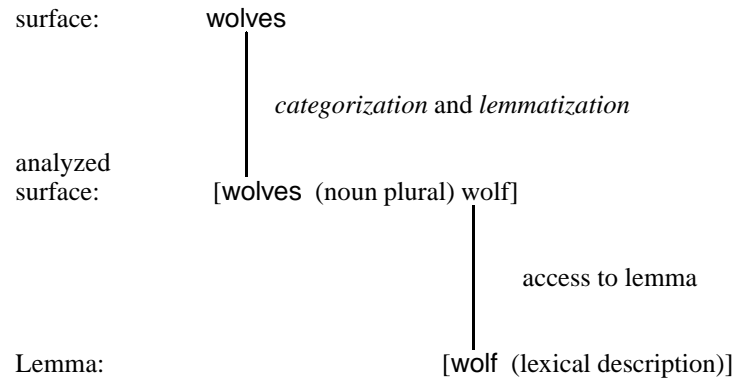 surface: wolves
categorization and lemmatization
analyzed
surface: [wolves (noun plural) wolf]
access to lemma
Lemma: [wolf (lexical description)]